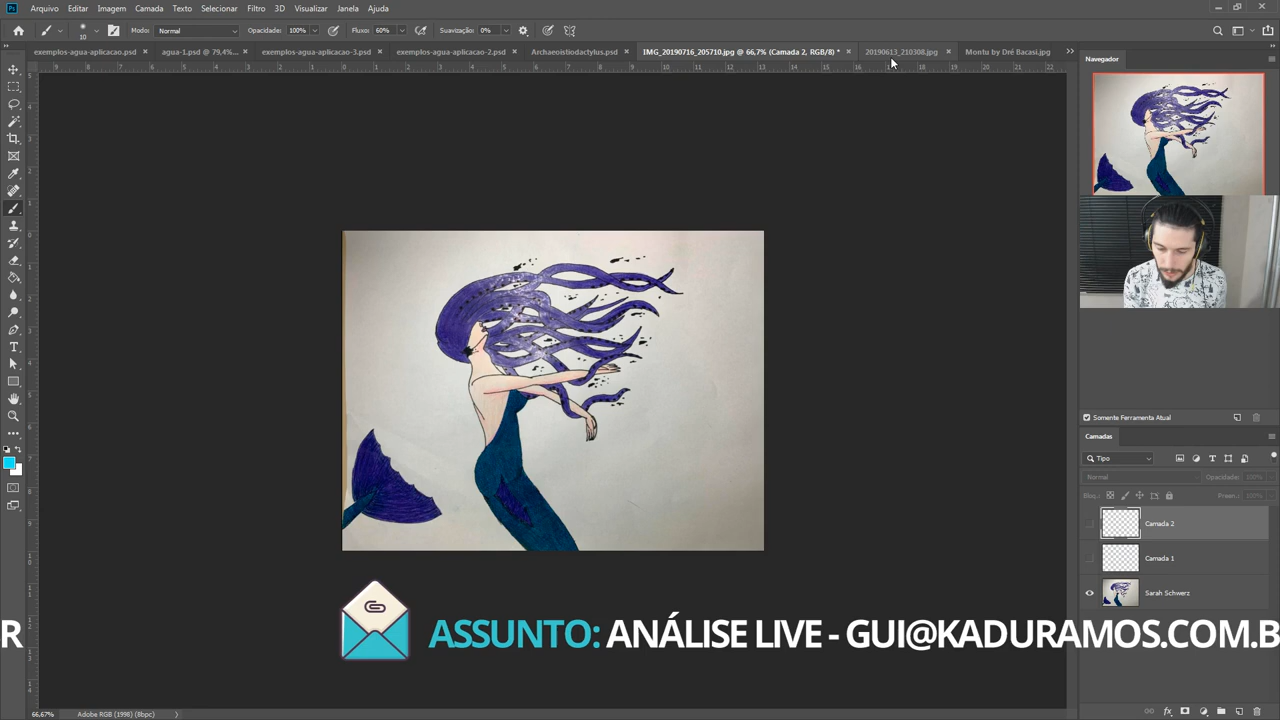 Arquivo Editar Imagem Camada Texto Selecionar Filtro 3D Visualizar Janela Ajuda
10 Modo: Normal Opacidade: 100% Fluxo: 60% Suavização: 0%
exemplos-agua-aplicacao.psd × agua-1.psd @ 79,4%... × exemplos-agua-aplicacao-3.psd × exemplos-agua-aplicacao-2.psd × Archaeoistiodactylus.psd × IMG_20190716_205710.jpg @ 66,7% (Camada 2, RGB/8) * × 20190613_210308.jpg × Montu by Dré Bacasi.jpg
Navegador
Somente Ferramenta Atual
Camadas
Tipo
Normal Opacidade: 100%
Bloq.: Preen.: 100%
Camada 2
Camada 1
Sarah Schwerz
R ASSUNTO: ANÁLISE LIVE - GUI@KADURAMOS.COM.B
66,67% Adobe RGB (1998) (8bpc)